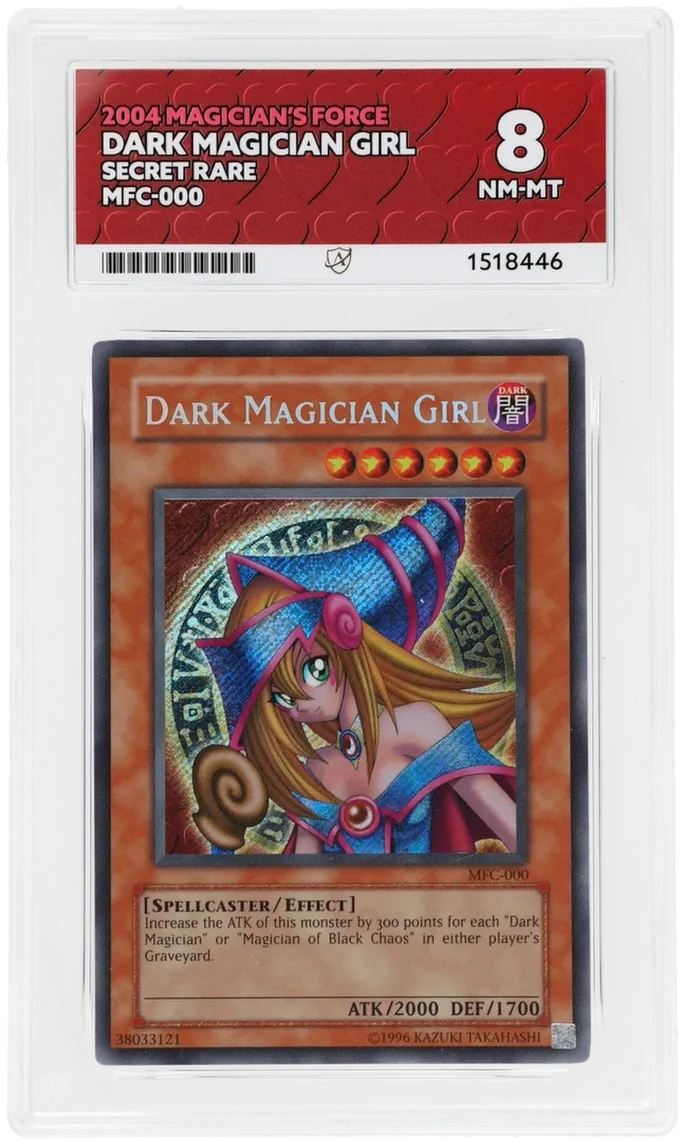 2004 MAGICIAN'S FORCE
DARK MAGICIAN GIRL
SECRET RARE
MFC-000
8
NM-MT
1518446
DARK MAGICIAN GIRL
DARK
闇
MFC-000
[SPELLCASTER/EFFECT]
Increase the ATK of this monster by 300 points for each "Dark
Magician" or "Magician of Black Chaos" in either player's
Graveyard.
ATK/2000 DEF/1700
38033121
©1996 KAZUKI TAKAHASHI